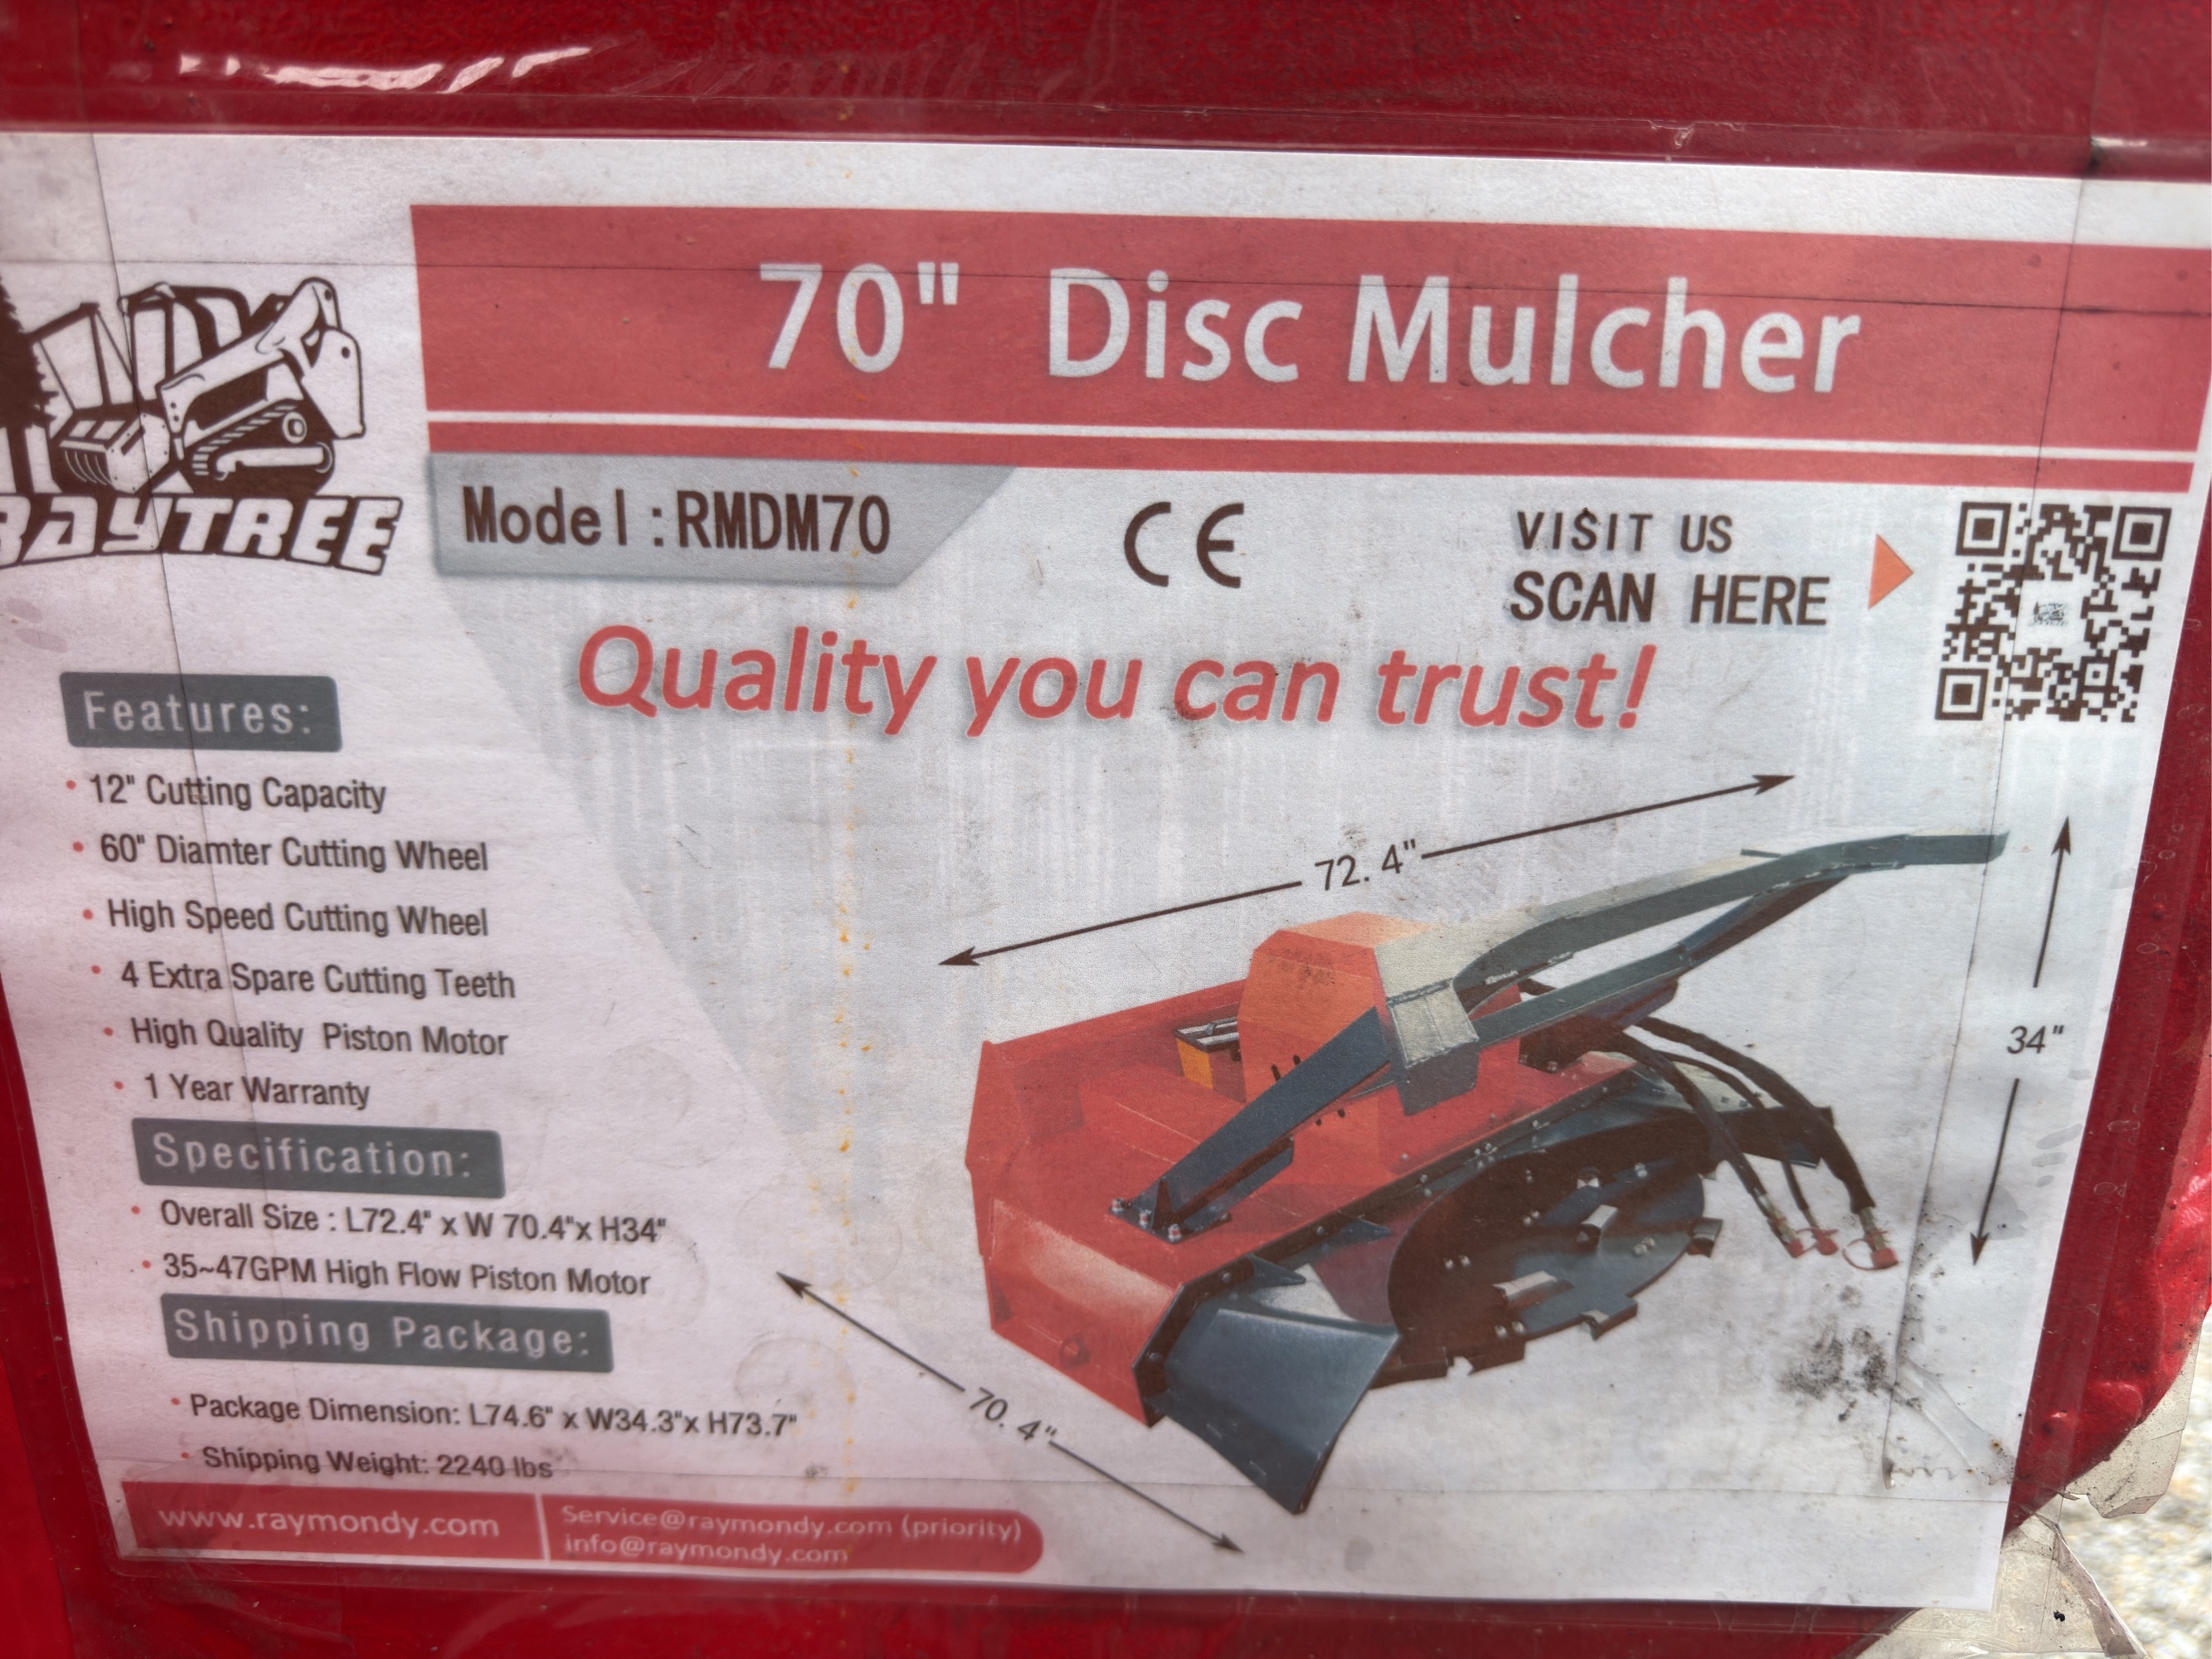 70" Disc Mulcher
RAYTREE
Model:RMDM70
CE
VISIT US
SCAN HERE
Quality you can trust!
Features:
• 12" Cutting Capacity
• 60" Diamter Cutting Wheel
• High Speed Cutting Wheel
• 4 Extra Spare Cutting Teeth
• High Quality Piston Motor
• 1 Year Warranty
72.4"
34"
70.4"
Specification:
• Overall Size : L72.4" x W 70.4"x H34"
• 35~47GPM High Flow Piston Motor
Shipping Package:
• Package Dimension: L74.6" x W34.3"x H73.7"
• Shipping Weight: 2240 lbs
www.raymondy.com
Service@raymondy.com (priority)
info@raymondy.com